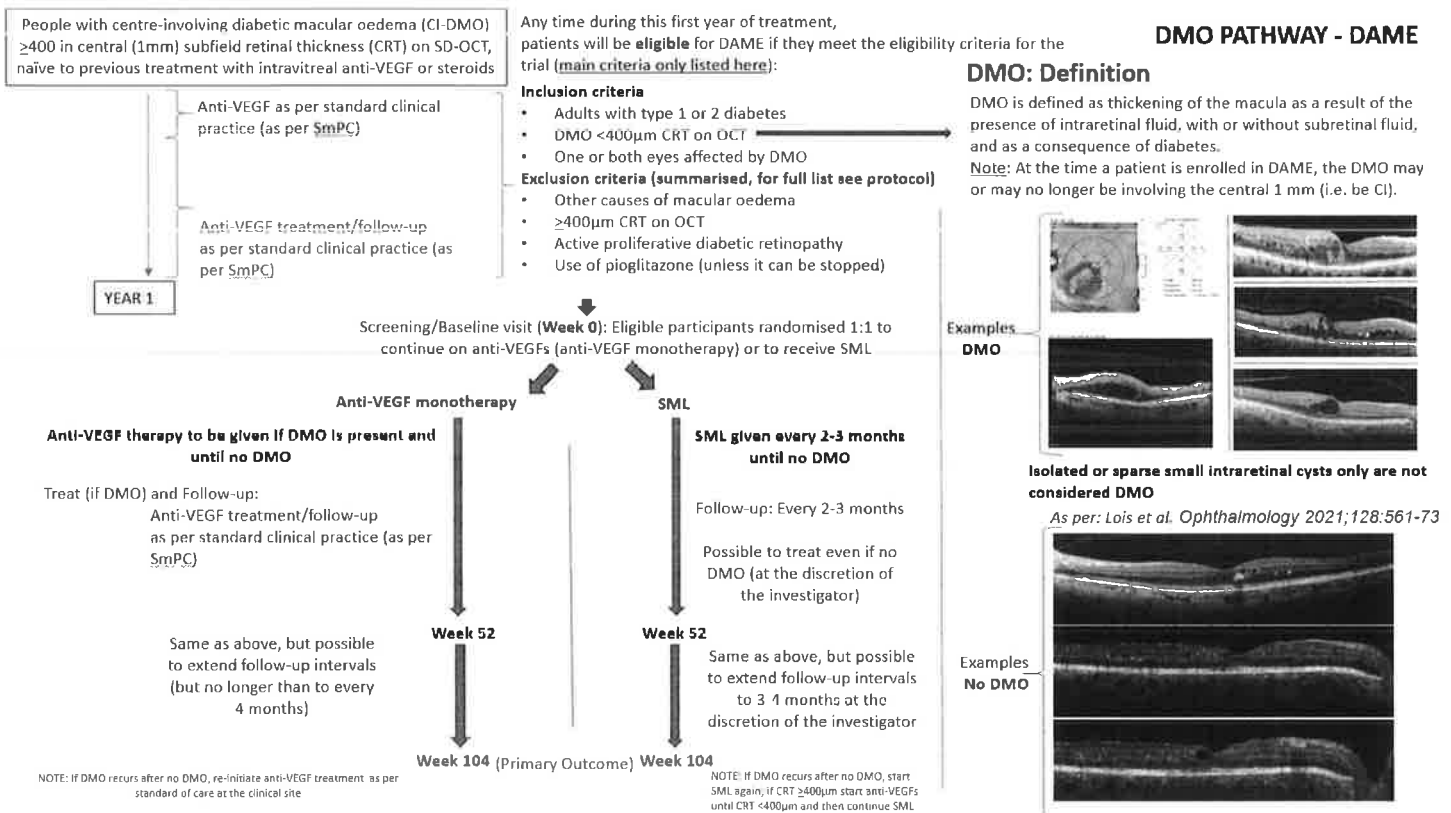 People with centre-involving diabetic macular oedema (CI-DMO)
≥400 in central (1mm) subfield retinal thickness (CRT) on SD-OCT,
naïve to previous treatment with intravitreal anti-VEGF or steroids
Anti-VEGF as per standard clinical
practice (as per SmPC)
Anti-VEGF treatment/follow-up
as per standard clinical practice (as
per SmPC)
YEAR 1
Any time during this first year of treatment,
patients will be eligible for DAME if they meet the eligibility criteria for the
trial (main criteria only listed here):
Inclusion criteria
• Adults with type 1 or 2 diabetes
• DMO <400µm CRT on OCT
• One or both eyes affected by DMO
Exclusion criteria (summarised, for full list see protocol)
• Other causes of macular oedema
• ≥400µm CRT on OCT
• Active proliferative diabetic retinopathy
• Use of pioglitazone (unless it can be stopped)
Screening/Baseline visit (Week 0): Eligible participants randomised 1:1 to
continue on anti-VEGFs (anti-VEGF monotherapy) or to receive SML
Anti-VEGF monotherapy
Anti-VEGF therapy to be given if DMO is present and
until no DMO
Treat (if DMO) and Follow-up:
Anti-VEGF treatment/follow-up
as per standard clinical practice (as per
SmPC)
Week 52
Same as above, but possible
to extend follow-up intervals
(but no longer than to every
4 months)
SML
SML given every 2-3 months
until no DMO
Follow-up: Every 2-3 months
Possible to treat even if no
DMO (at the discretion of
the investigator)
Week 52
Same as above, but possible
to extend follow-up intervals
to 3-4 months at the
discretion of the investigator
Week 104 (Primary Outcome) Week 104
NOTE: If DMO recurs after no DMO, re-initiate anti-VEGF treatment as per
standard of care at the clinical site
NOTE: If DMO recurs after no DMO, start
SML again; if CRT ≥400µm start anti-VEGFs
until CRT <400µm and then continue SML
DMO PATHWAY - DAME
DMO: Definition
DMO is defined as thickening of the macula as a result of the
presence of intraretinal fluid, with or without subretinal fluid,
and as a consequence of diabetes.
Note: At the time a patient is enrolled in DAME, the DMO may
or may no longer be involving the central 1 mm (i.e. be CI).
Examples
DMO
Isolated or sparse small intraretinal cysts only are not
considered DMO
As per: Lois et al. Ophthalmology 2021;128:561-73
Examples
No DMO